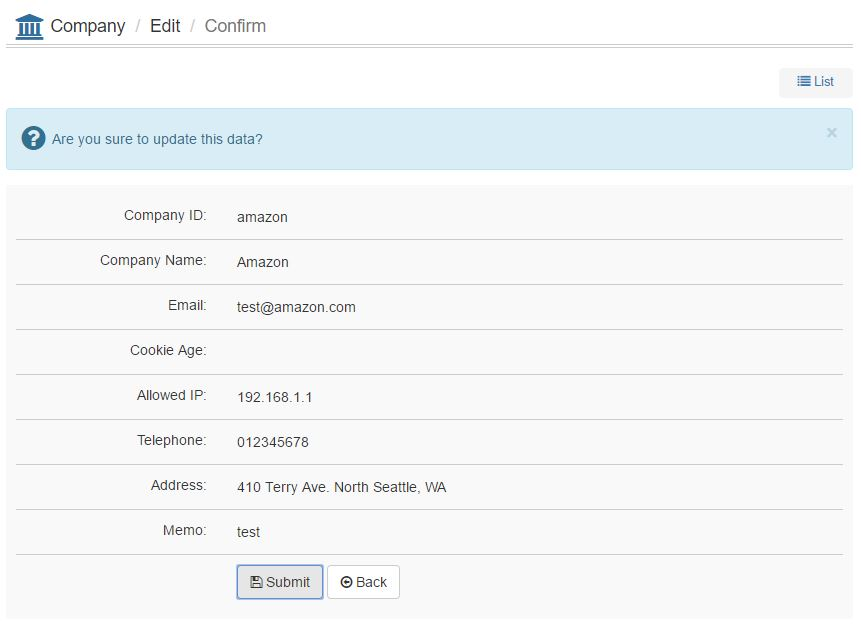 Company / Edit / Confirm
List
Are you sure to update this data?
×
Company ID: amazon
Company Name: Amazon
Email: test@amazon.com
Cookie Age:
Allowed IP: 192.168.1.1
Telephone: 012345678
Address: 410 Terry Ave. North Seattle, WA
Memo: test
Submit Back